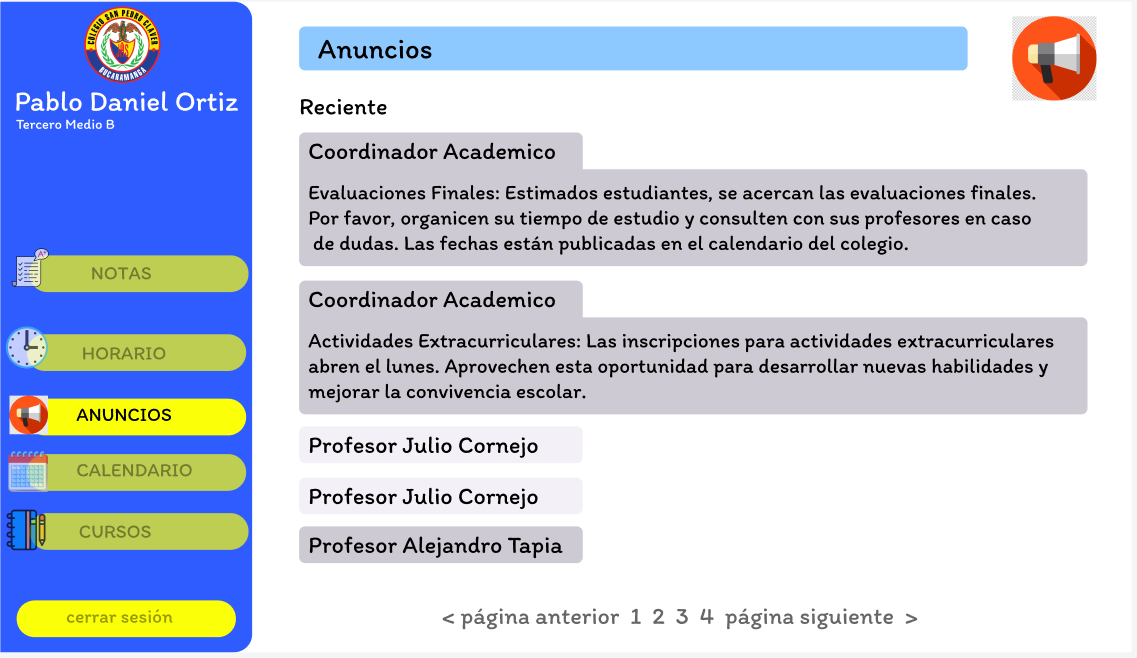 COLEGIO SAN PEDRO CLAVER
BUCARAMANGA
Pablo Daniel Ortiz
Tercero Medio B
A+
NOTAS
HORARIO
ANUNCIOS
CALENDARIO
CURSOS
cerrar sesión
Anuncios
Reciente
Coordinador Academico
Evaluaciones Finales: Estimados estudiantes, se acercan las evaluaciones finales.
Por favor, organicen su tiempo de estudio y consulten con sus profesores en caso
de dudas. Las fechas están publicadas en el calendario del colegio.
Coordinador Academico
Actividades Extracurriculares: Las inscripciones para actividades extracurriculares
abren el lunes. Aprovechen esta oportunidad para desarrollar nuevas habilidades y
mejorar la convivencia escolar.
Profesor Julio Cornejo
Profesor Julio Cornejo
Profesor Alejandro Tapia
< página anterior 1 2 3 4 página siguiente >